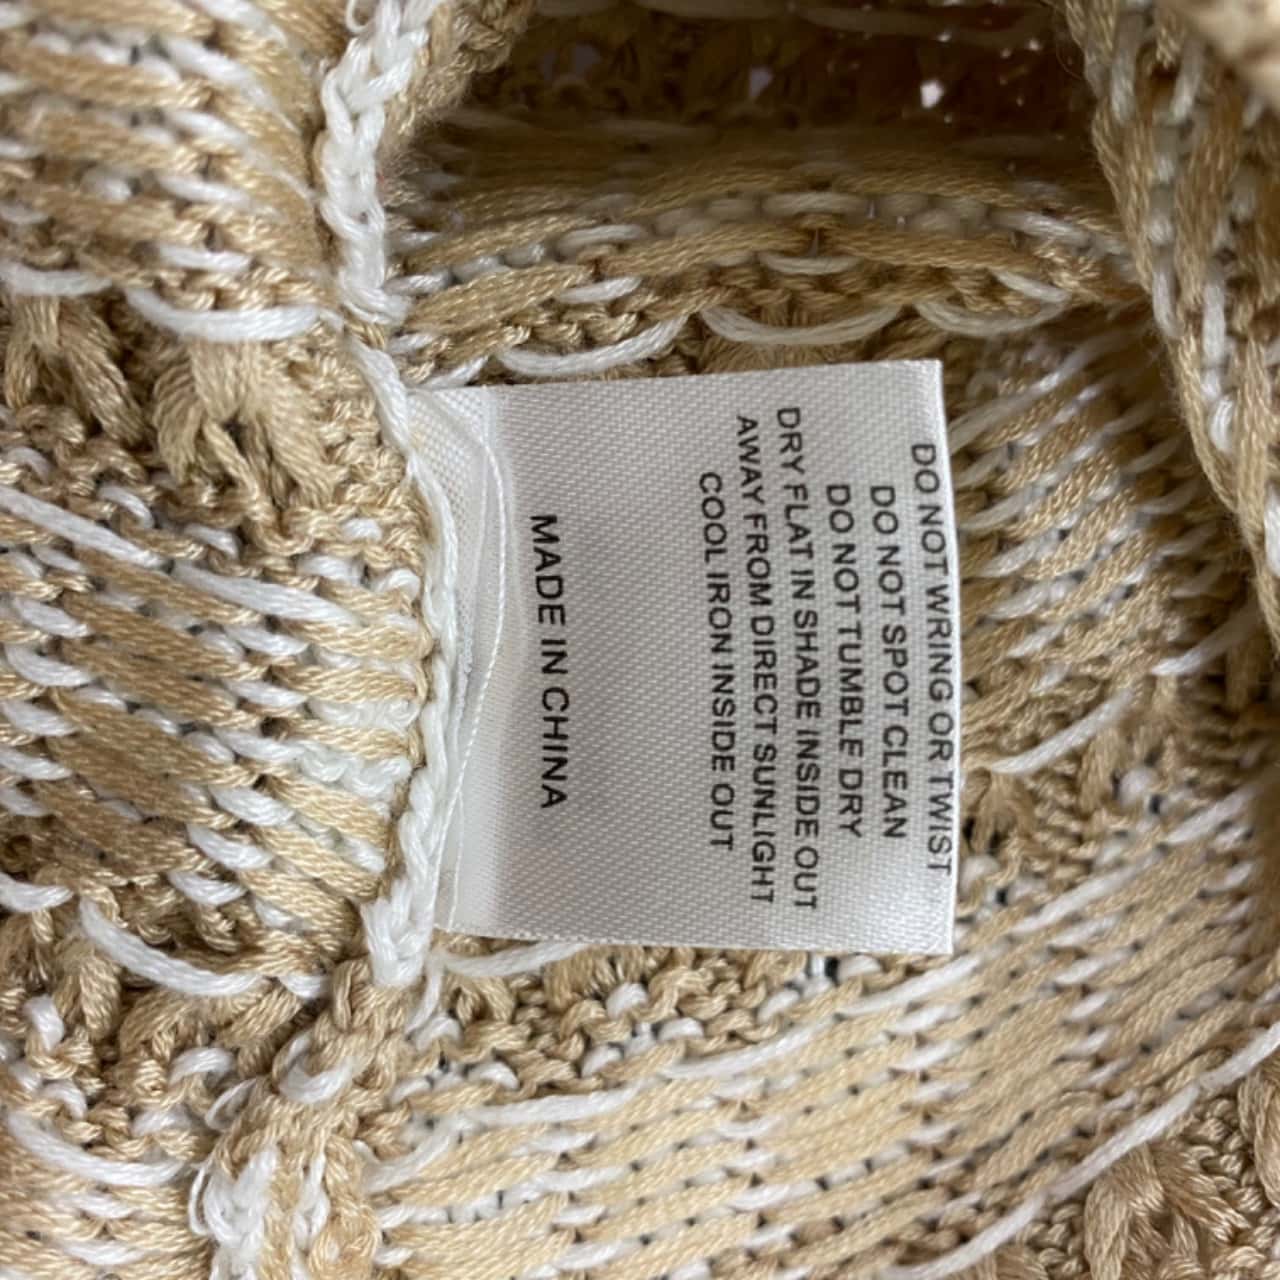 DO NOT WRING OR TWIST
DO NOT SPOT CLEAN
DO NOT TUMBLE DRY
DRY FLAT IN SHADE INSIDE OUT
AWAY FROM DIRECT SUNLIGHT
COOL IRON INSIDE OUT
MADE IN CHINA